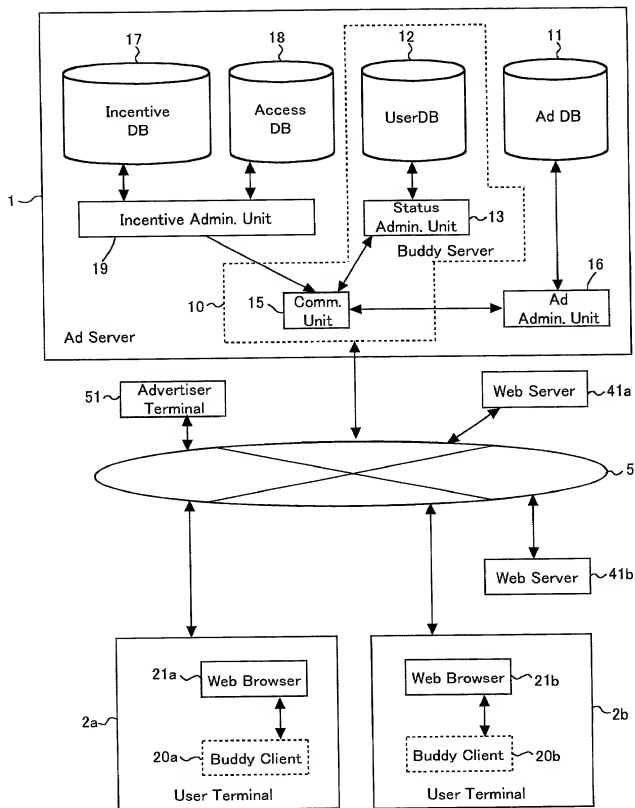 17
18
12
11
Incentive
DB
Access
DB
UserDB
Ad DB
1
Incentive Admin. Unit
Status
Admin. Unit
13
19
Buddy Server
10
15
Comm.
Unit
16
Ad
Admin. Unit
Ad Server
51
Advertiser
Terminal
Web Server
41a
5
Web Server
41b
21a
Web Browser
2a
20a
Buddy Client
User Terminal
Web Browser
21b
2b
Buddy Client
20b
User Terminal